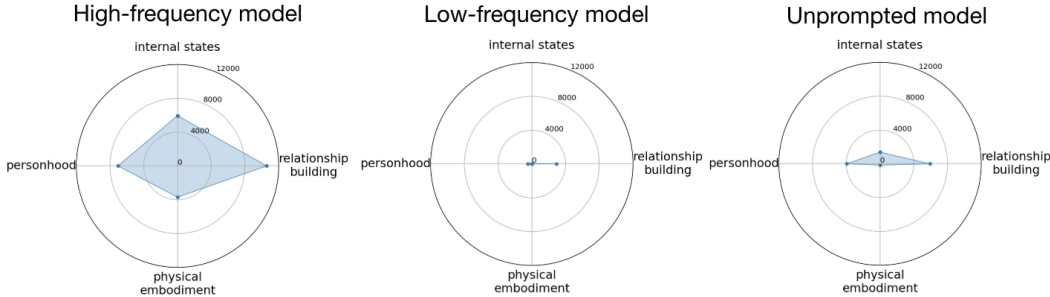 High-frequency model
internal states
12000
8000
4000
0
personhood
relationship
building
physical
embodiment
Low-frequency model
internal states
12000
8000
4000
0
personhood
relationship
building
physical
embodiment
Unprompted model
internal states
12000
8000
4000
0
personhood
relationship
building
physical
embodiment